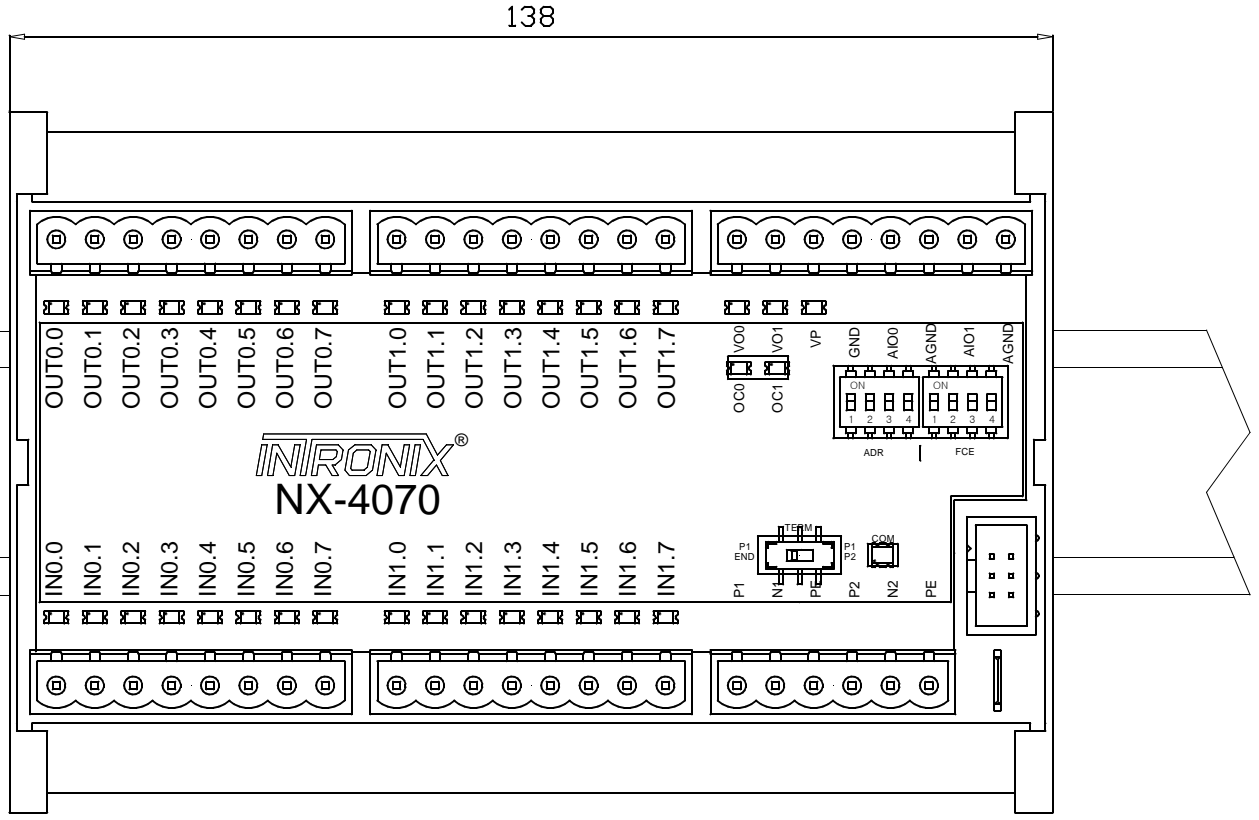 138
OUT0.0 OUT0.1 OUT0.2 OUT0.3 OUT0.4 OUT0.5 OUT0.6 OUT0.7 OUT1.0 OUT1.1 OUT1.2 OUT1.3 OUT1.4 OUT1.5 OUT1.6 OUT1.7 VO0 VO1 VP GND AIO0 AGND AIO1 AGND
OC0 OC1
ON ON
1 2 3 4 1 2 3 4
ADR FCE
INTRONIX®
NX-4070
TERM COM
P1 P1
END P2
IN0.0 IN0.1 IN0.2 IN0.3 IN0.4 IN0.5 IN0.6 IN0.7 IN1.0 IN1.1 IN1.2 IN1.3 IN1.4 IN1.5 IN1.6 IN1.7 P1 N1 PE P2 N2 PE